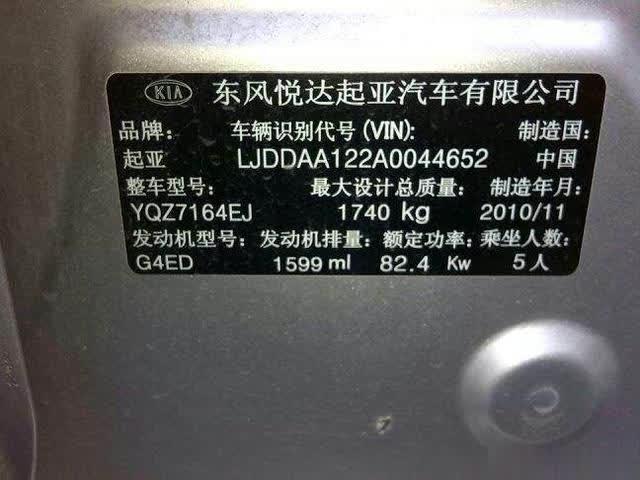 KIA 东风悦达起亚汽车有限公司
品牌: 车辆识别代号(VIN): 制造国:
起亚 LJDDAA122A0044652 中国
整车型号: 最大设计总质量: 制造年月:
YQZ7164EJ 1740 kg 2010/11
发动机型号: 发动机排量: 额定功率: 乘坐人数:
G4ED 1599 ml 82.4 Kw 5人